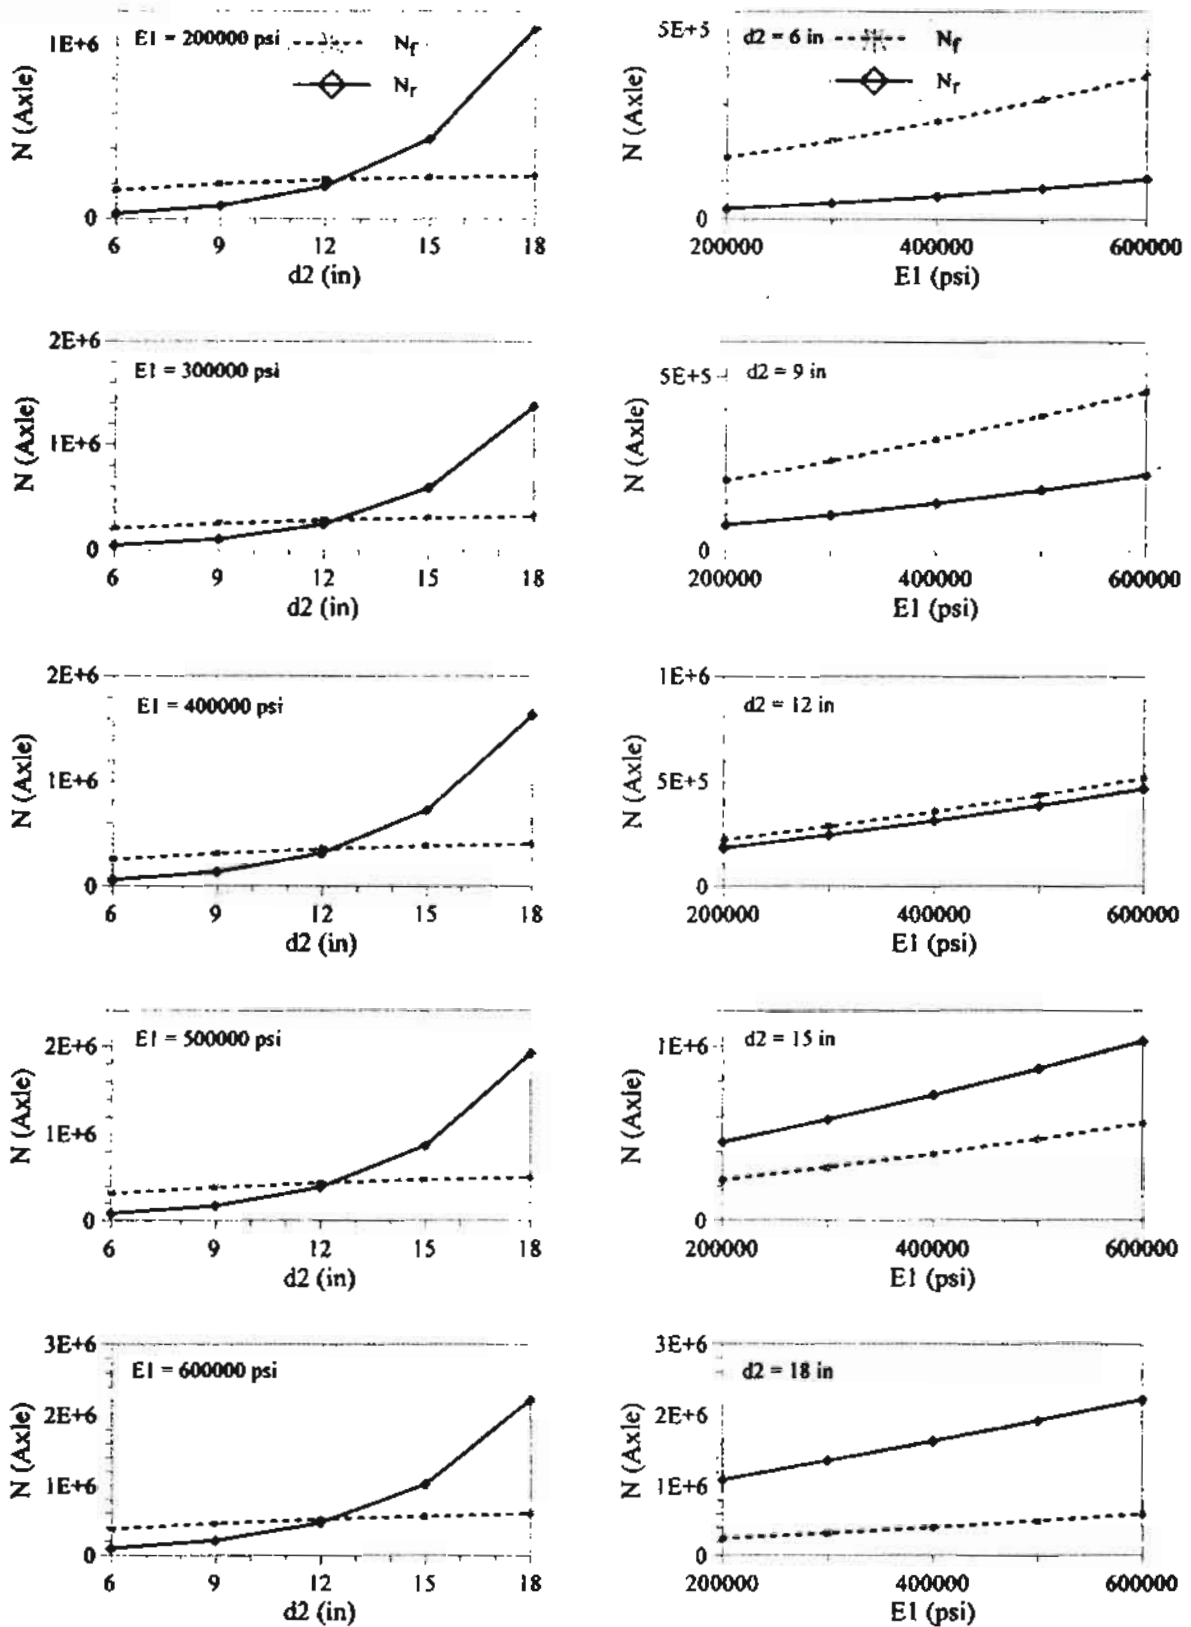 1E+6
E1 = 200000 psi
Nf
Nr
N (Axle)
0
6 9 12 15 18
d2 (in)
5E+5
d2 = 6 in
Nf
Nr
N (Axle)
0
200000 400000 600000
E1 (psi)
2E+6
E1 = 300000 psi
1E+6
N (Axle)
0
6 9 12 15 18
d2 (in)
5E+5
d2 = 9 in
N (Axle)
0
200000 400000 600000
E1 (psi)
2E+6
E1 = 400000 psi
1E+6
N (Axle)
0
6 9 12 15 18
d2 (in)
1E+6
d2 = 12 in
5E+5
N (Axle)
0
200000 400000 600000
E1 (psi)
2E+6
E1 = 500000 psi
1E+6
N (Axle)
0
6 9 12 15 18
d2 (in)
1E+6
d2 = 15 in
N (Axle)
0
200000 400000 600000
E1 (psi)
3E+6
E1 = 600000 psi
2E+6
1E+6
N (Axle)
0
6 9 12 15 18
d2 (in)
3E+6
d2 = 18 in
2E+6
1E+6
N (Axle)
0
200000 400000 600000
E1 (psi)